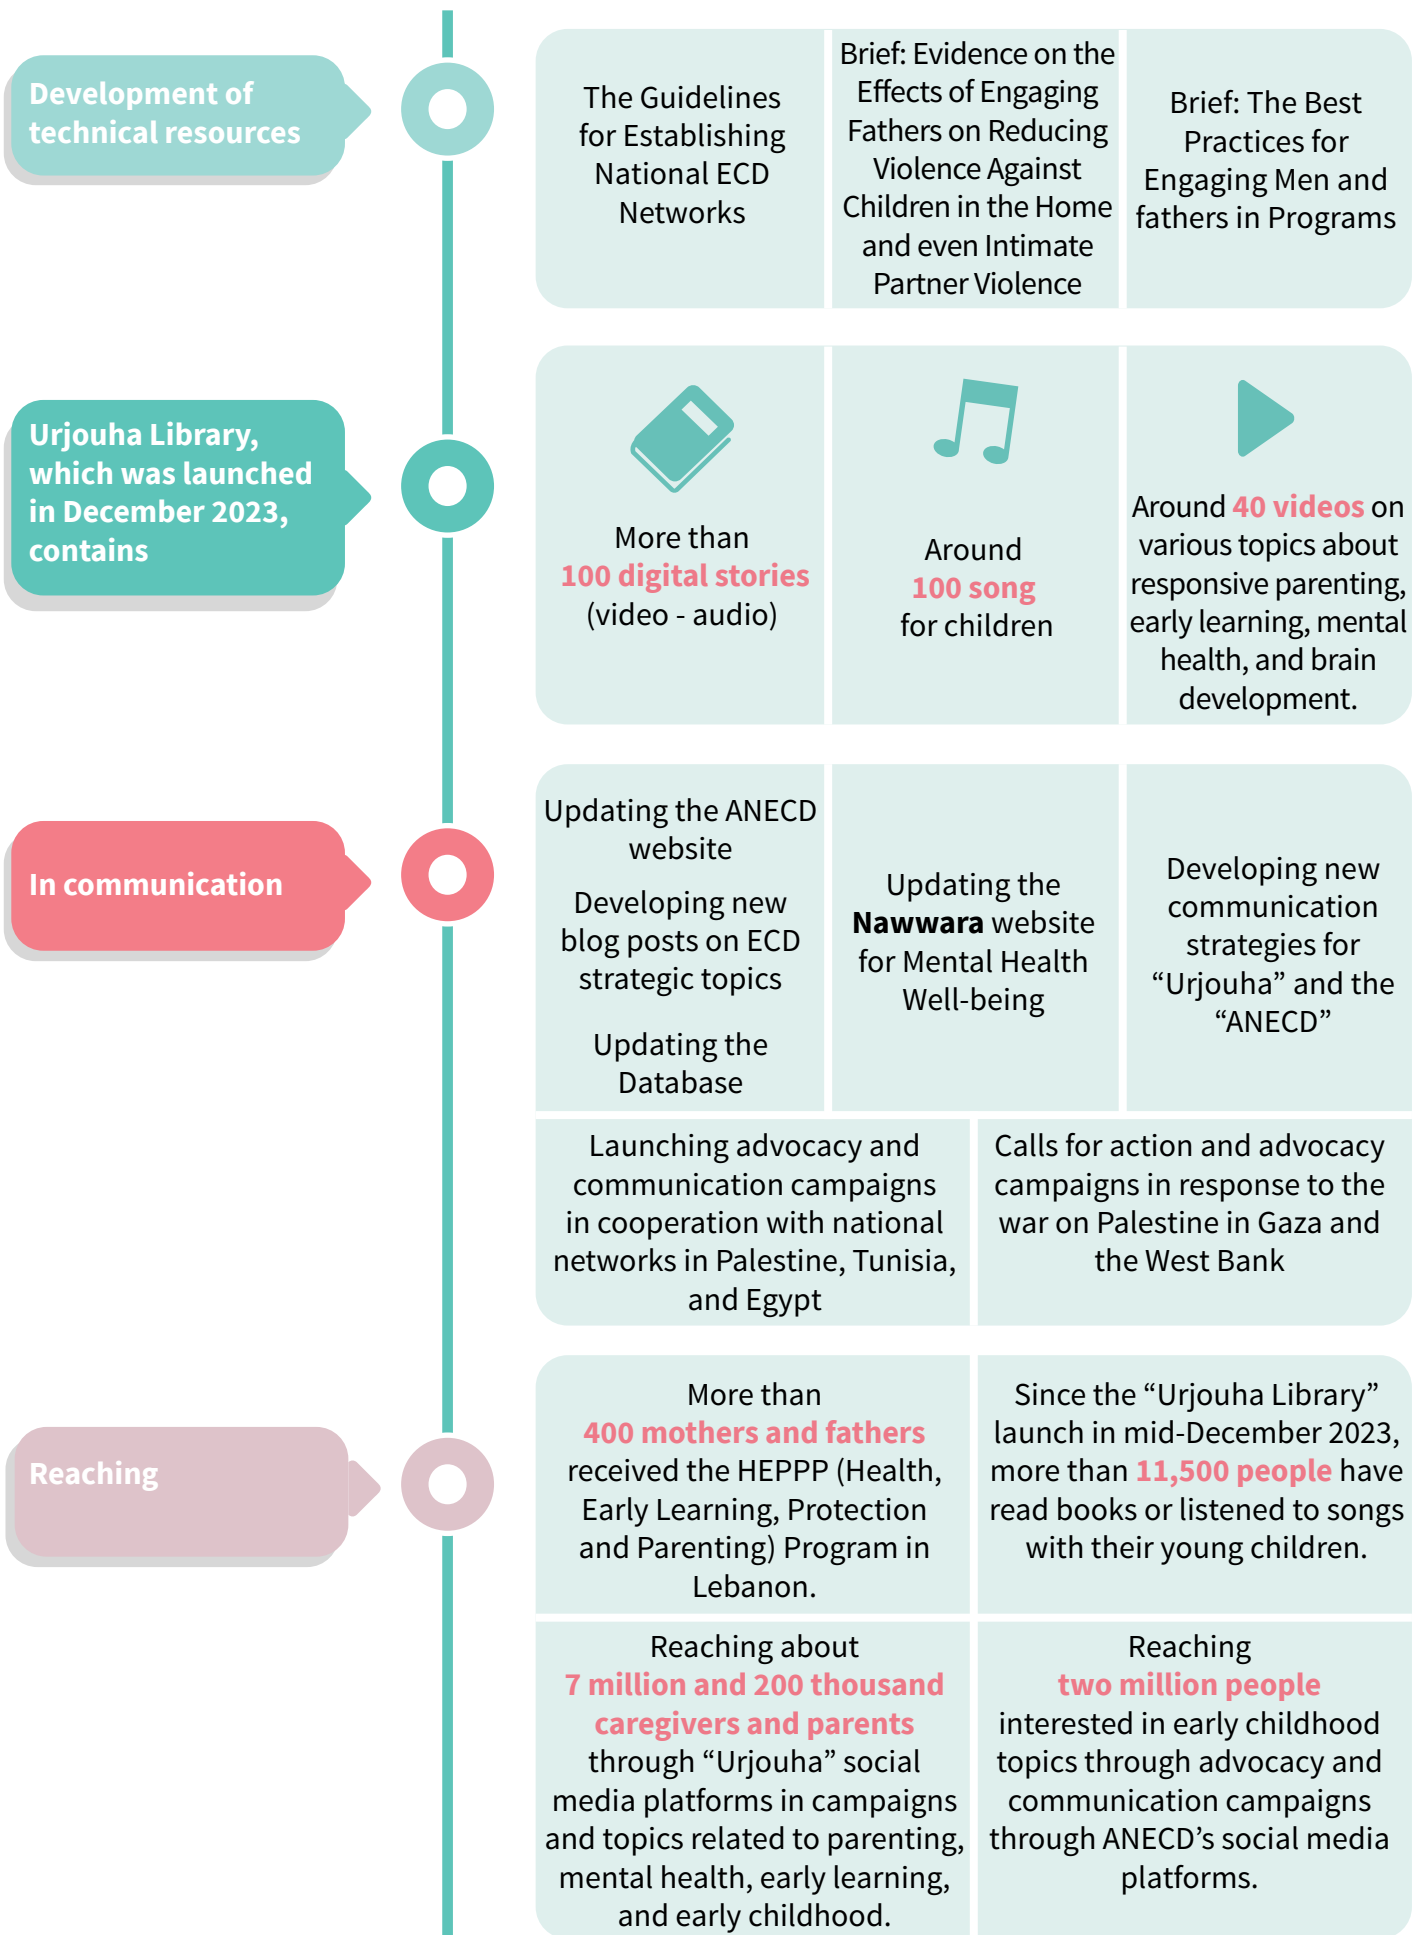 Development of
technical resources
The Guidelines
for Establishing
National ECD
Networks
Brief: Evidence on the
Effects of Engaging
Fathers on Reducing
Violence Against
Children in the Home
and even Intimate
Partner Violence
Brief: The Best
Practices for
Engaging Men and
fathers in Programs
Urjouha Library,
which was launched
in December 2023,
contains
More than
100 digital stories
(video - audio)
Around
100 song
for children
Around 40 videos on
various topics about
responsive parenting,
early learning, mental
health, and brain
development.
In communication
Updating the ANECD
website
Developing new
blog posts on ECD
strategic topics
Updating the
Database
Updating the
Nawwara website
for Mental Health
Well-being
Developing new
communication
strategies for
“Urjouha” and the
“ANECD”
Launching advocacy and
communication campaigns
in cooperation with national
networks in Palestine, Tunisia,
and Egypt
Calls for action and advocacy
campaigns in response to the
war on Palestine in Gaza and
the West Bank
Reaching
More than
400 mothers and fathers
received the HEPPP (Health,
Early Learning, Protection
and Parenting) Program in
Lebanon.
Since the “Urjouha Library”
launch in mid-December 2023,
more than 11,500 people have
read books or listened to songs
with their young children.
Reaching about
7 million and 200 thousand
caregivers and parents
through “Urjouha” social
media platforms in campaigns
and topics related to parenting,
mental health, early learning,
and early childhood.
Reaching
two million people
interested in early childhood
topics through advocacy and
communication campaigns
through ANECD’s social media
platforms.